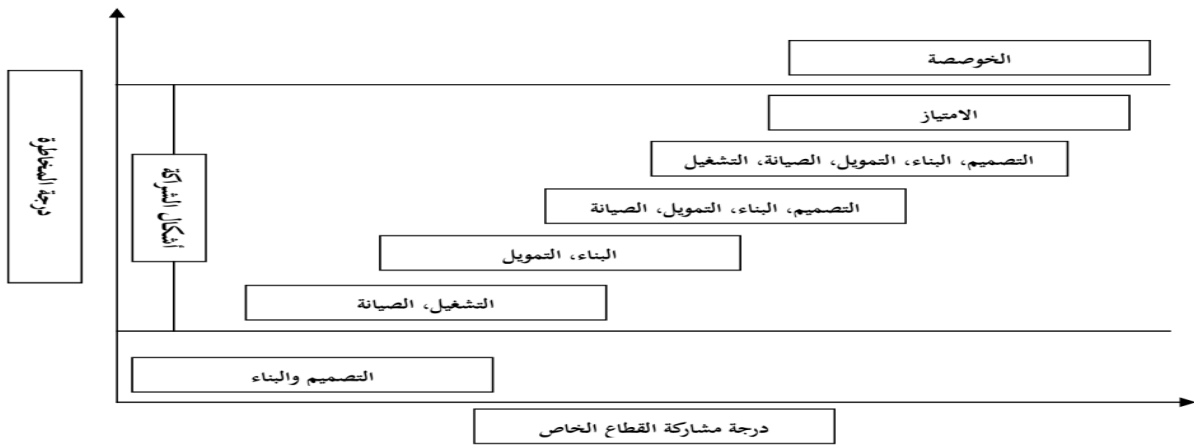 الخوصصة
الامتياز
التصميم، البناء، التمويل، الصيانة، التشغيل
التصميم، البناء، التمويل، الصيانة
البناء، التمويل
التشغيل، الصيانة
التصميم والبناء
درجة المخاطرة
أشكال الشراكة
درجة مشاركة القطاع الخاص